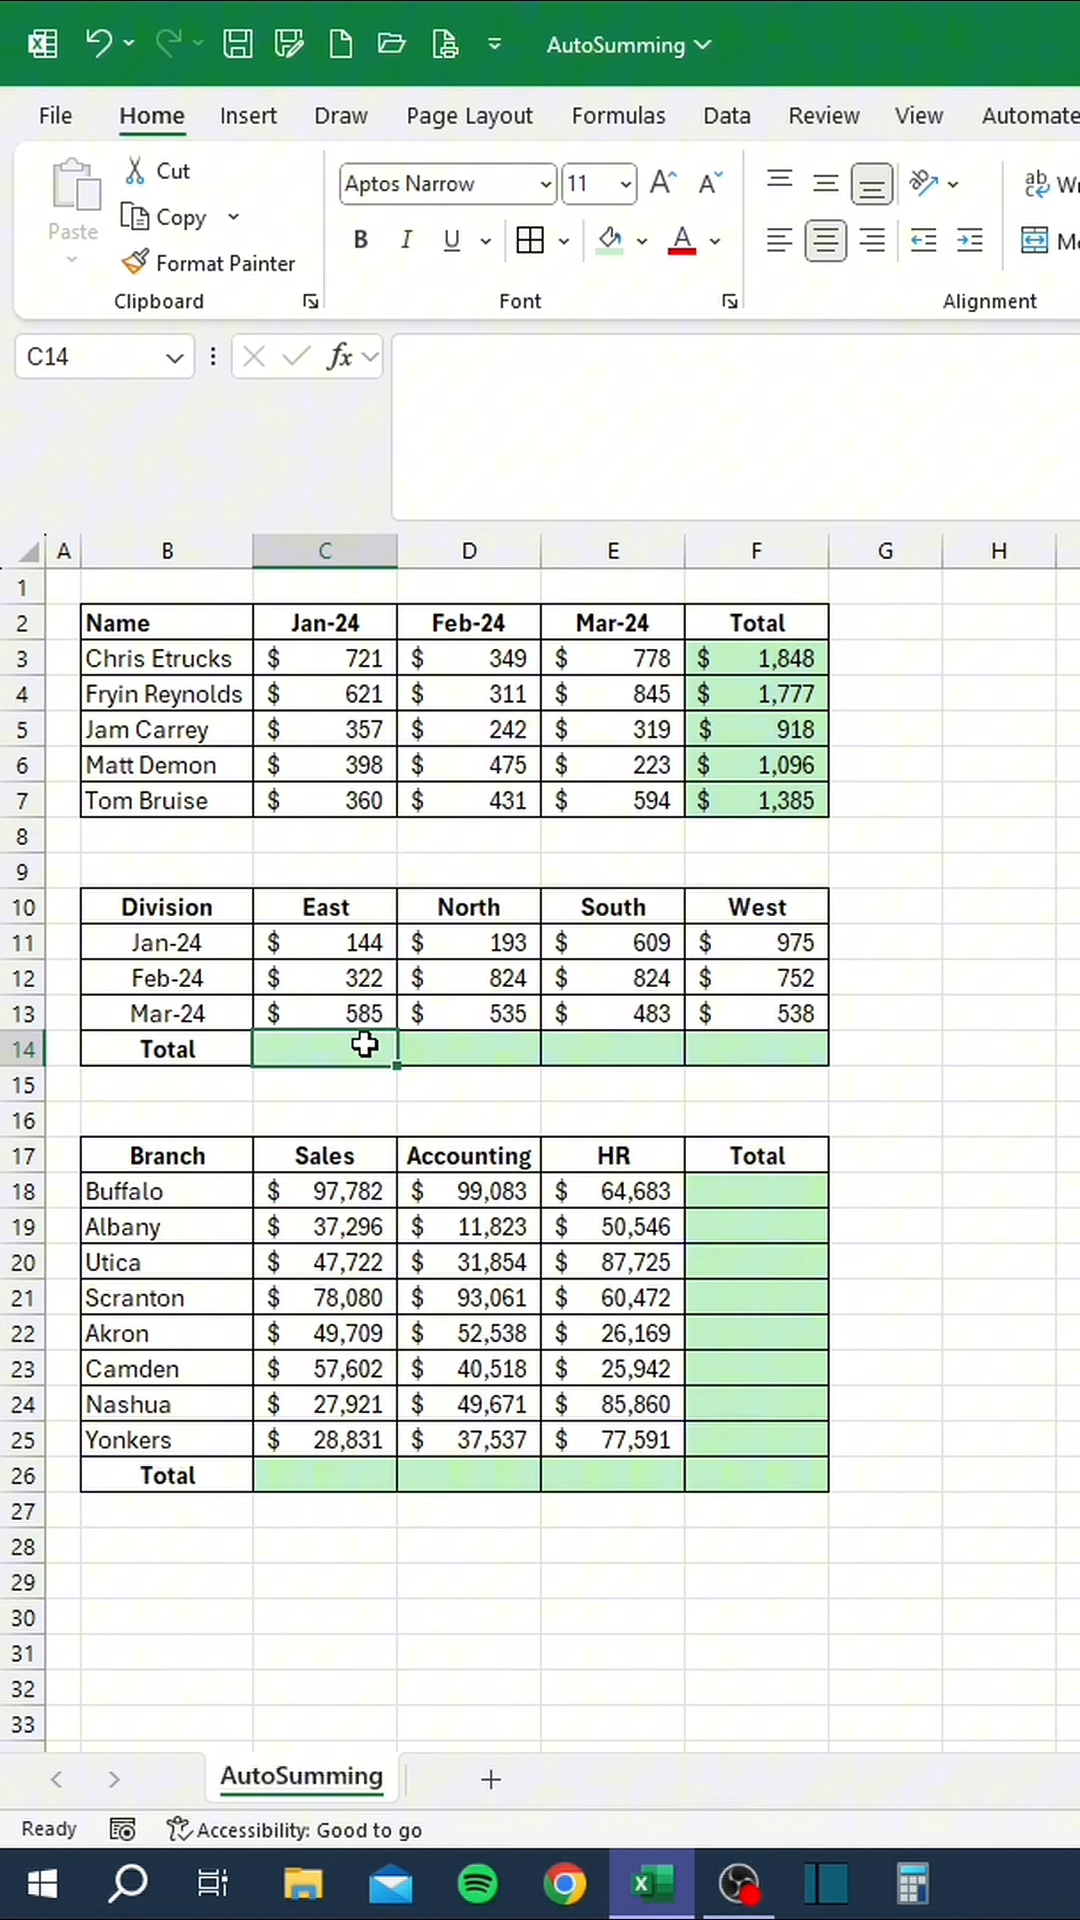 AutoSumming
File Home Insert Draw Page Layout Formulas Data Review View Automate
Paste
Cut
Copy
Format Painter
Clipboard
Aptos Narrow 11 A A
B I U A
Font
ab
c
Alignment
C14 fx
A B C D E F G H
1
2 Name Jan-24 Feb-24 Mar-24 Total
3 Chris Etrucks $ 721 $ 349 $ 778 $ 1,848
4 Fryin Reynolds $ 621 $ 311 $ 845 $ 1,777
5 Jam Carrey $ 357 $ 242 $ 319 $ 918
6 Matt Demon $ 398 $ 475 $ 223 $ 1,096
7 Tom Bruise $ 360 $ 431 $ 594 $ 1,385
8
9
10 Division East North South West
11 Jan-24 $ 144 $ 193 $ 609 $ 975
12 Feb-24 $ 322 $ 824 $ 824 $ 752
13 Mar-24 $ 585 $ 535 $ 483 $ 538
14 Total
15
16
17 Branch Sales Accounting HR Total
18 Buffalo $ 97,782 $ 99,083 $ 64,683
19 Albany $ 37,296 $ 11,823 $ 50,546
20 Utica $ 47,722 $ 31,854 $ 87,725
21 Scranton $ 78,080 $ 93,061 $ 60,472
22 Akron $ 49,709 $ 52,538 $ 26,169
23 Camden $ 57,602 $ 40,518 $ 25,942
24 Nashua $ 27,921 $ 49,671 $ 85,860
25 Yonkers $ 28,831 $ 37,537 $ 77,591
26 Total
27
28
29
30
31
32
33
AutoSumming
Ready Accessibility: Good to go